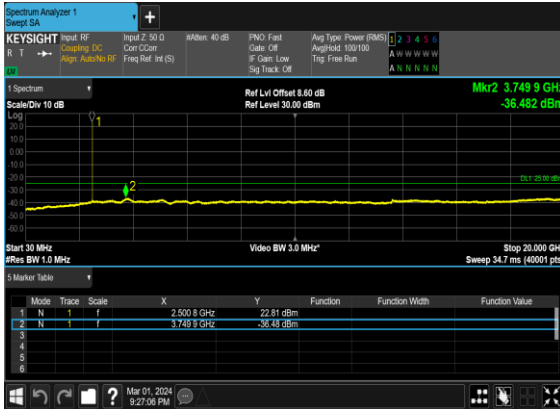 Spectrum Analyzer 1
Swept SA
+
KEYSIGHT Input: RF Input Z: 50 Ω #Atten: 40 dB PNO: Fast Avg Type: Power (RMS) 1 2 3 4 5 6
R T Coupling: DC Corr CCorr Gate: Off Avg|Hold: 100/100 A W W W W W
Align: Auto/No RF Freq Ref: Int (S) IF Gain: Low Trig: Free Run
Sig Track: Off A N N N N N
1 Spectrum
Ref Lvl Offset 8.60 dB Mkr2 3.749 9 GHz
Scale/Div 10 dB Ref Level 30.00 dBm -36.482 dBm
Log
1
20.0
10.0
0.00
-10.0
-20.0
DL1 -25.00 dBm
-30.0
2
-40.0
-50.0
-60.0
Start 30 MHz Video BW 3.0 MHz* Stop 20.000 GHz
#Res BW 1.0 MHz Sweep 34.7 ms (40001 pts)
5 Marker Table
Mode Trace Scale X Y Function Function Width Function Value
1 N 1 f 2.500 8 GHz 22.81 dBm
2 N 1 f 3.749 9 GHz -36.48 dBm
3
4
5
6
? Mar 01, 2024
9:27:06 PM